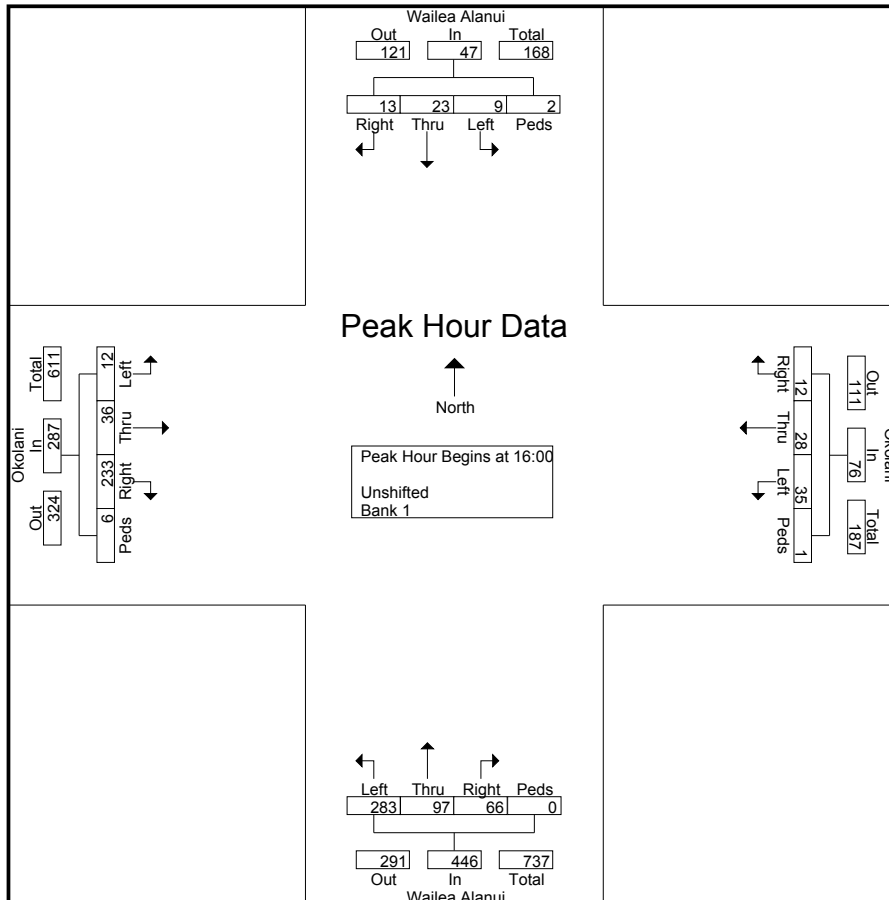 Wailea Alanui
Out In Total
121 47 168
13 23 9 2
Right Thru Left Peds
Peak Hour Data
North
Peak Hour Begins at 16:00
Unshifted
Bank 1
Okolani
Out In Total
324 287 611
12 36 233 6
Left Thru Right Peds
Okolani
Out In Total
111 76 187
12 28 35 1
Right Thru Left Peds
Left Thru Right Peds
283 97 66 0
291 446 737
Out In Total
Wailea Alanui